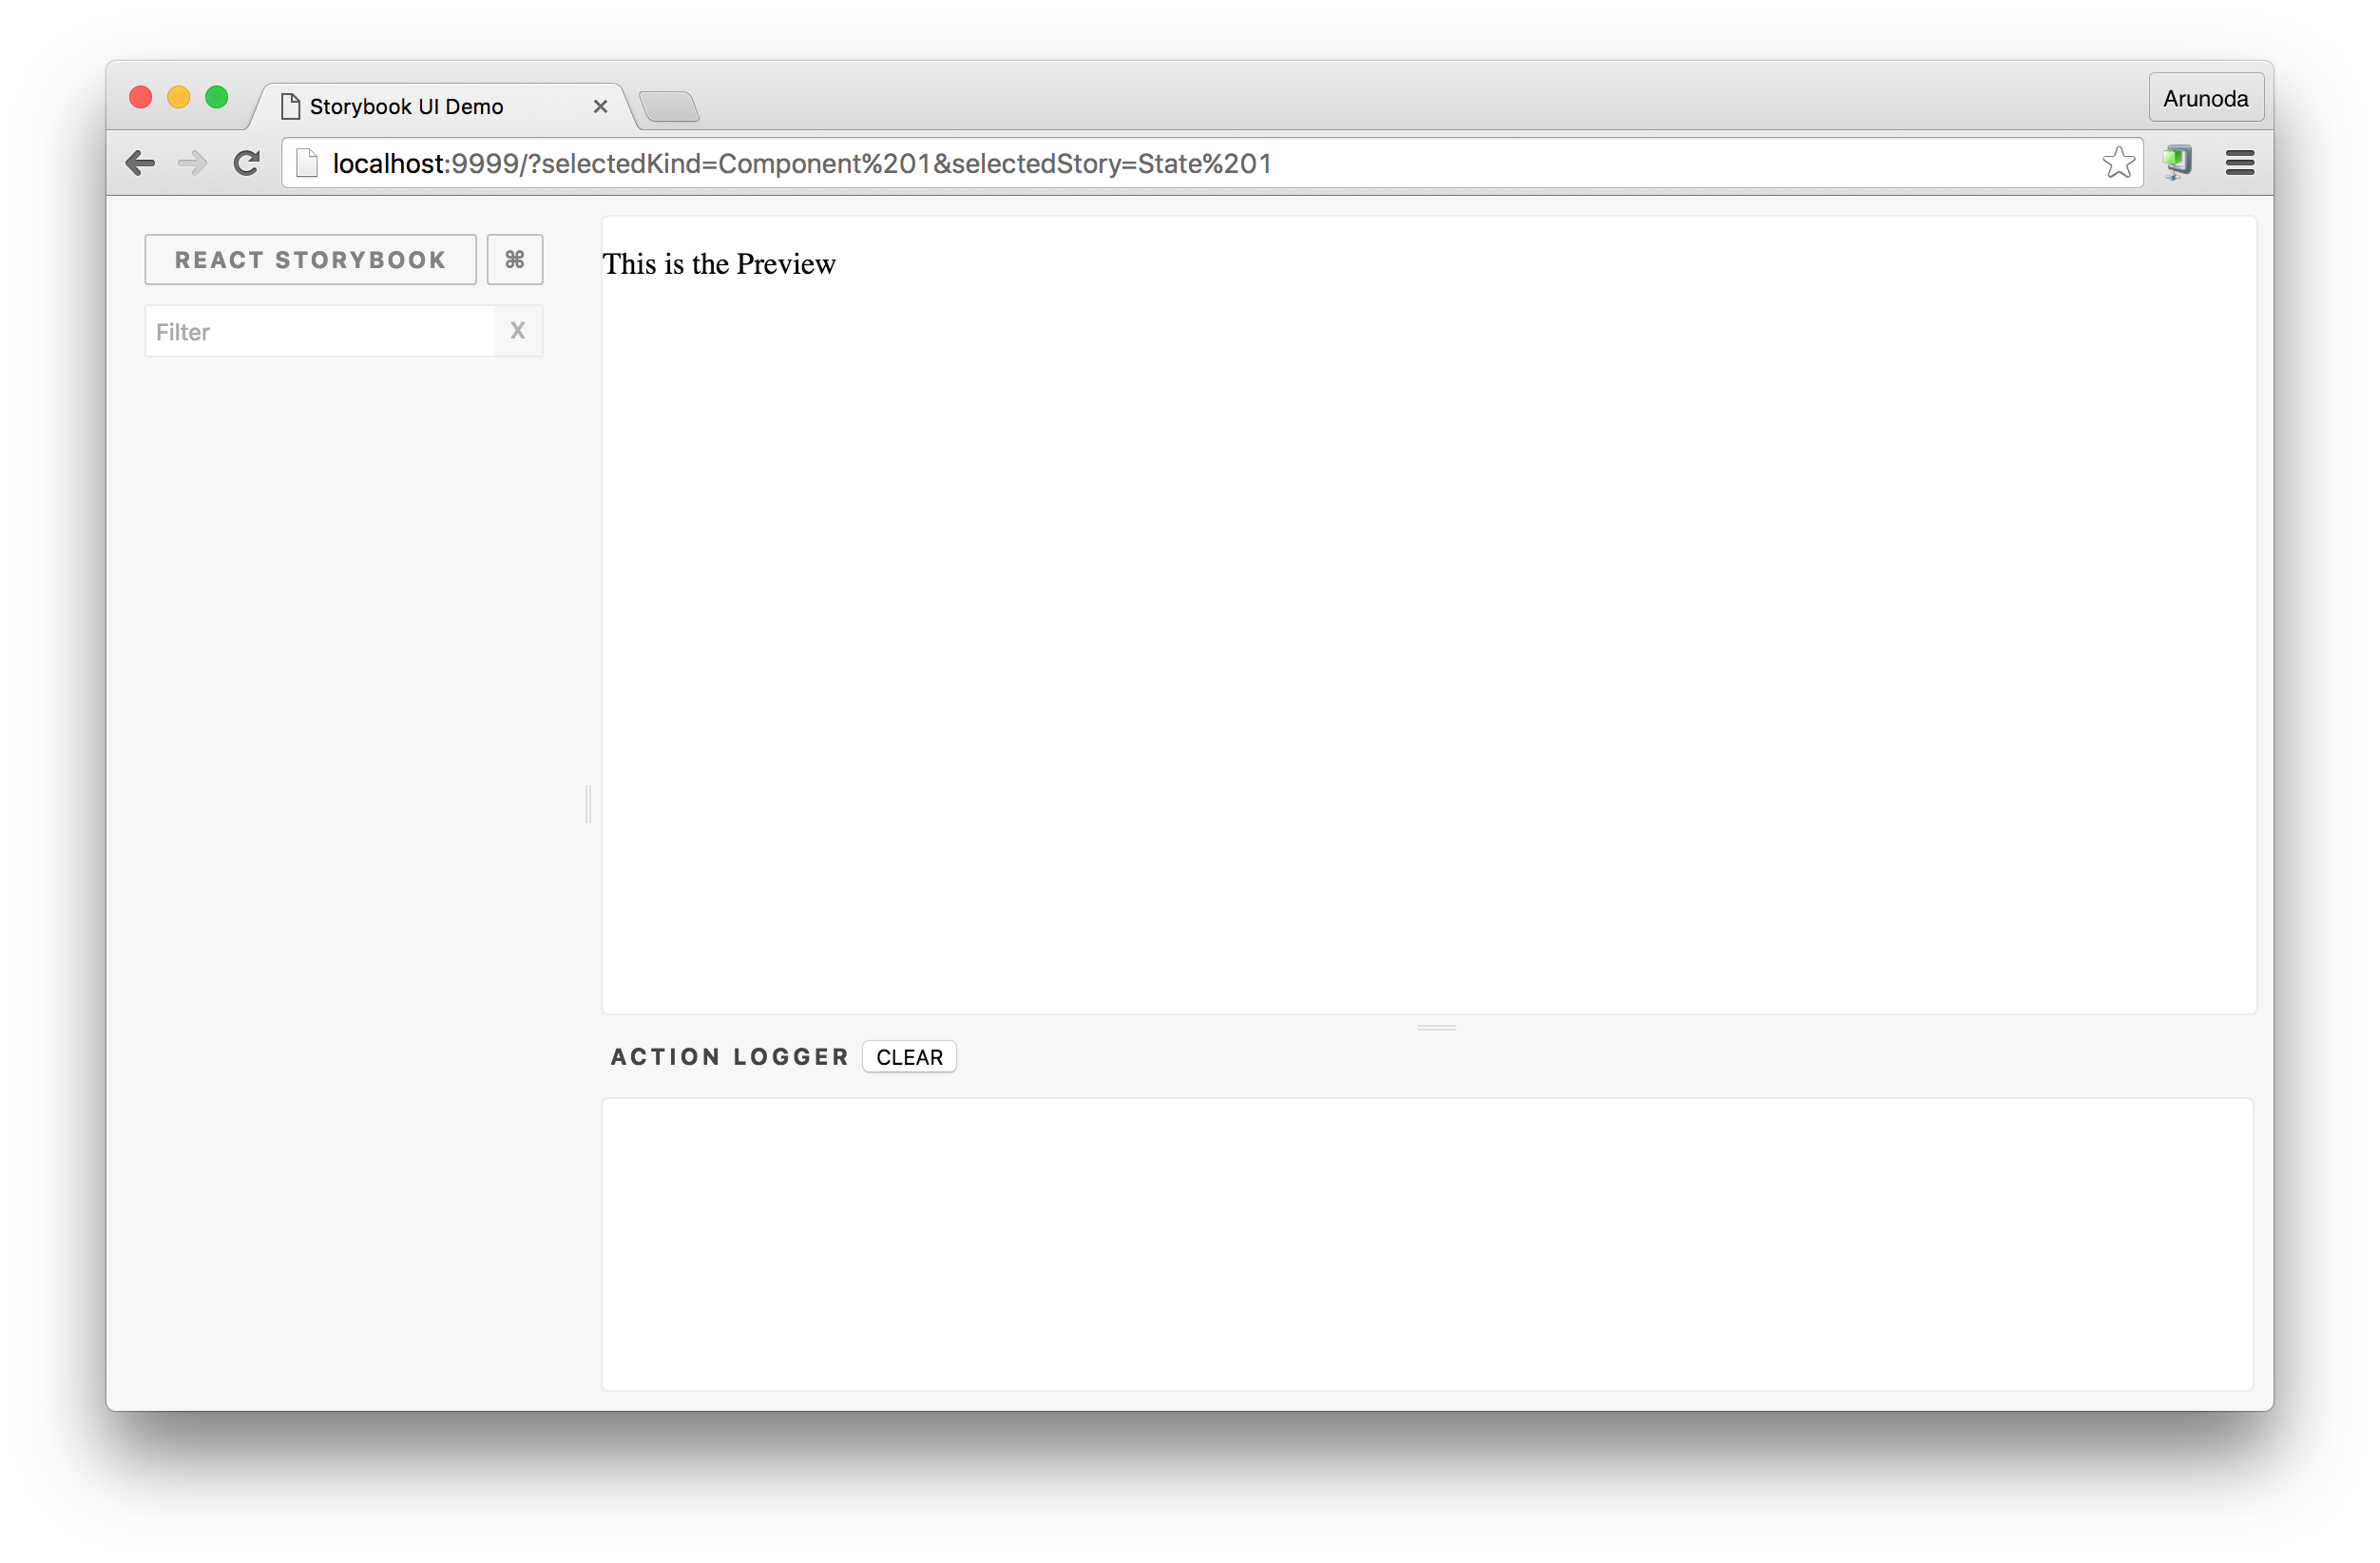 Storybook UI Demo
Arunoda
localhost:9999/?selectedKind=Component%201&selectedStory=State%201
REACT STORYBOOK ⌘
Filter X
This is the Preview
ACTION LOGGER CLEAR